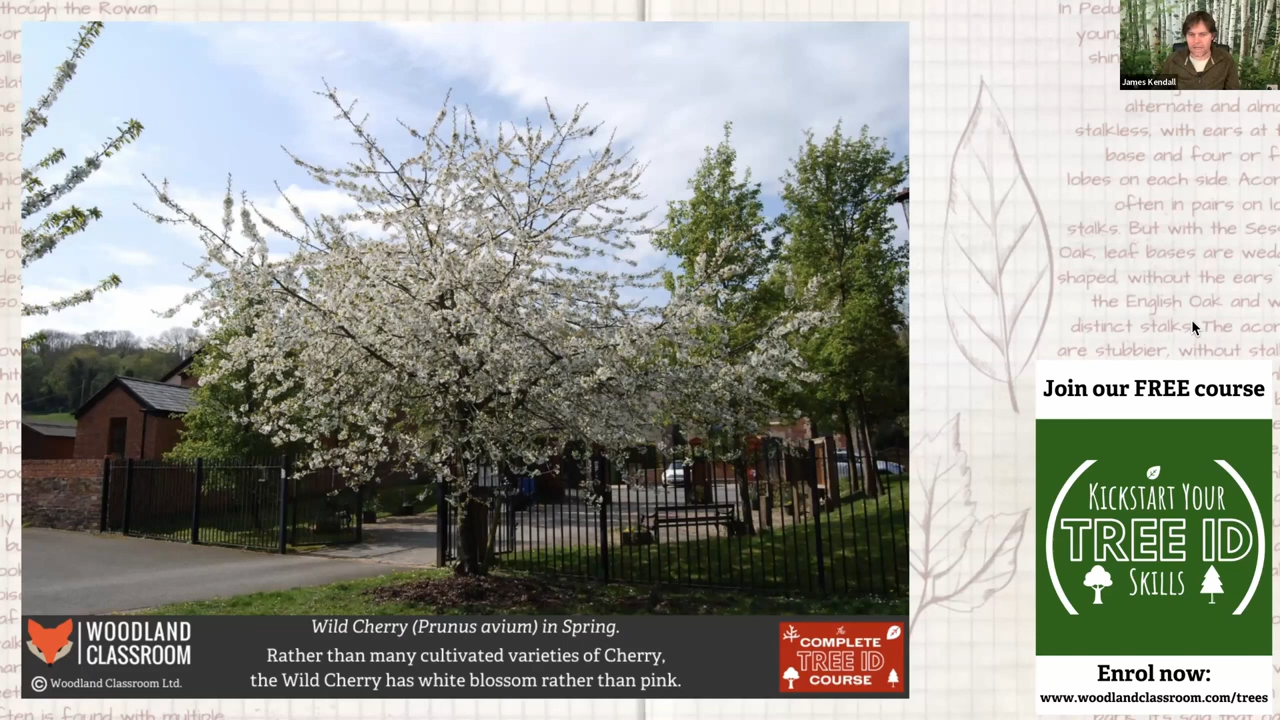 though the Rowan
In Pedu
James Kendall
alternate and almo
stalkless, with ears at
base and four or f
lobes on each side. Acor
often in pairs on lo
stalks. But with the Ses
Oak, leaf bases are wed
shaped, without the ears
the English Oak and w
distinct stalks. The acor
are stubbier, without stal
Join our FREE course
KICKSTART YOUR
TREE ID
SKILLS
Enrol now:
www.woodlandclassroom.com/trees
WOODLAND
CLASSROOM
© Woodland Classroom Ltd.
Wild Cherry (Prunus avium) in Spring.
Rather than many cultivated varieties of Cherry,
the Wild Cherry has white blossom rather than pink.
The
COMPLETE
TREE ID
COURSE
ften is found with multiple